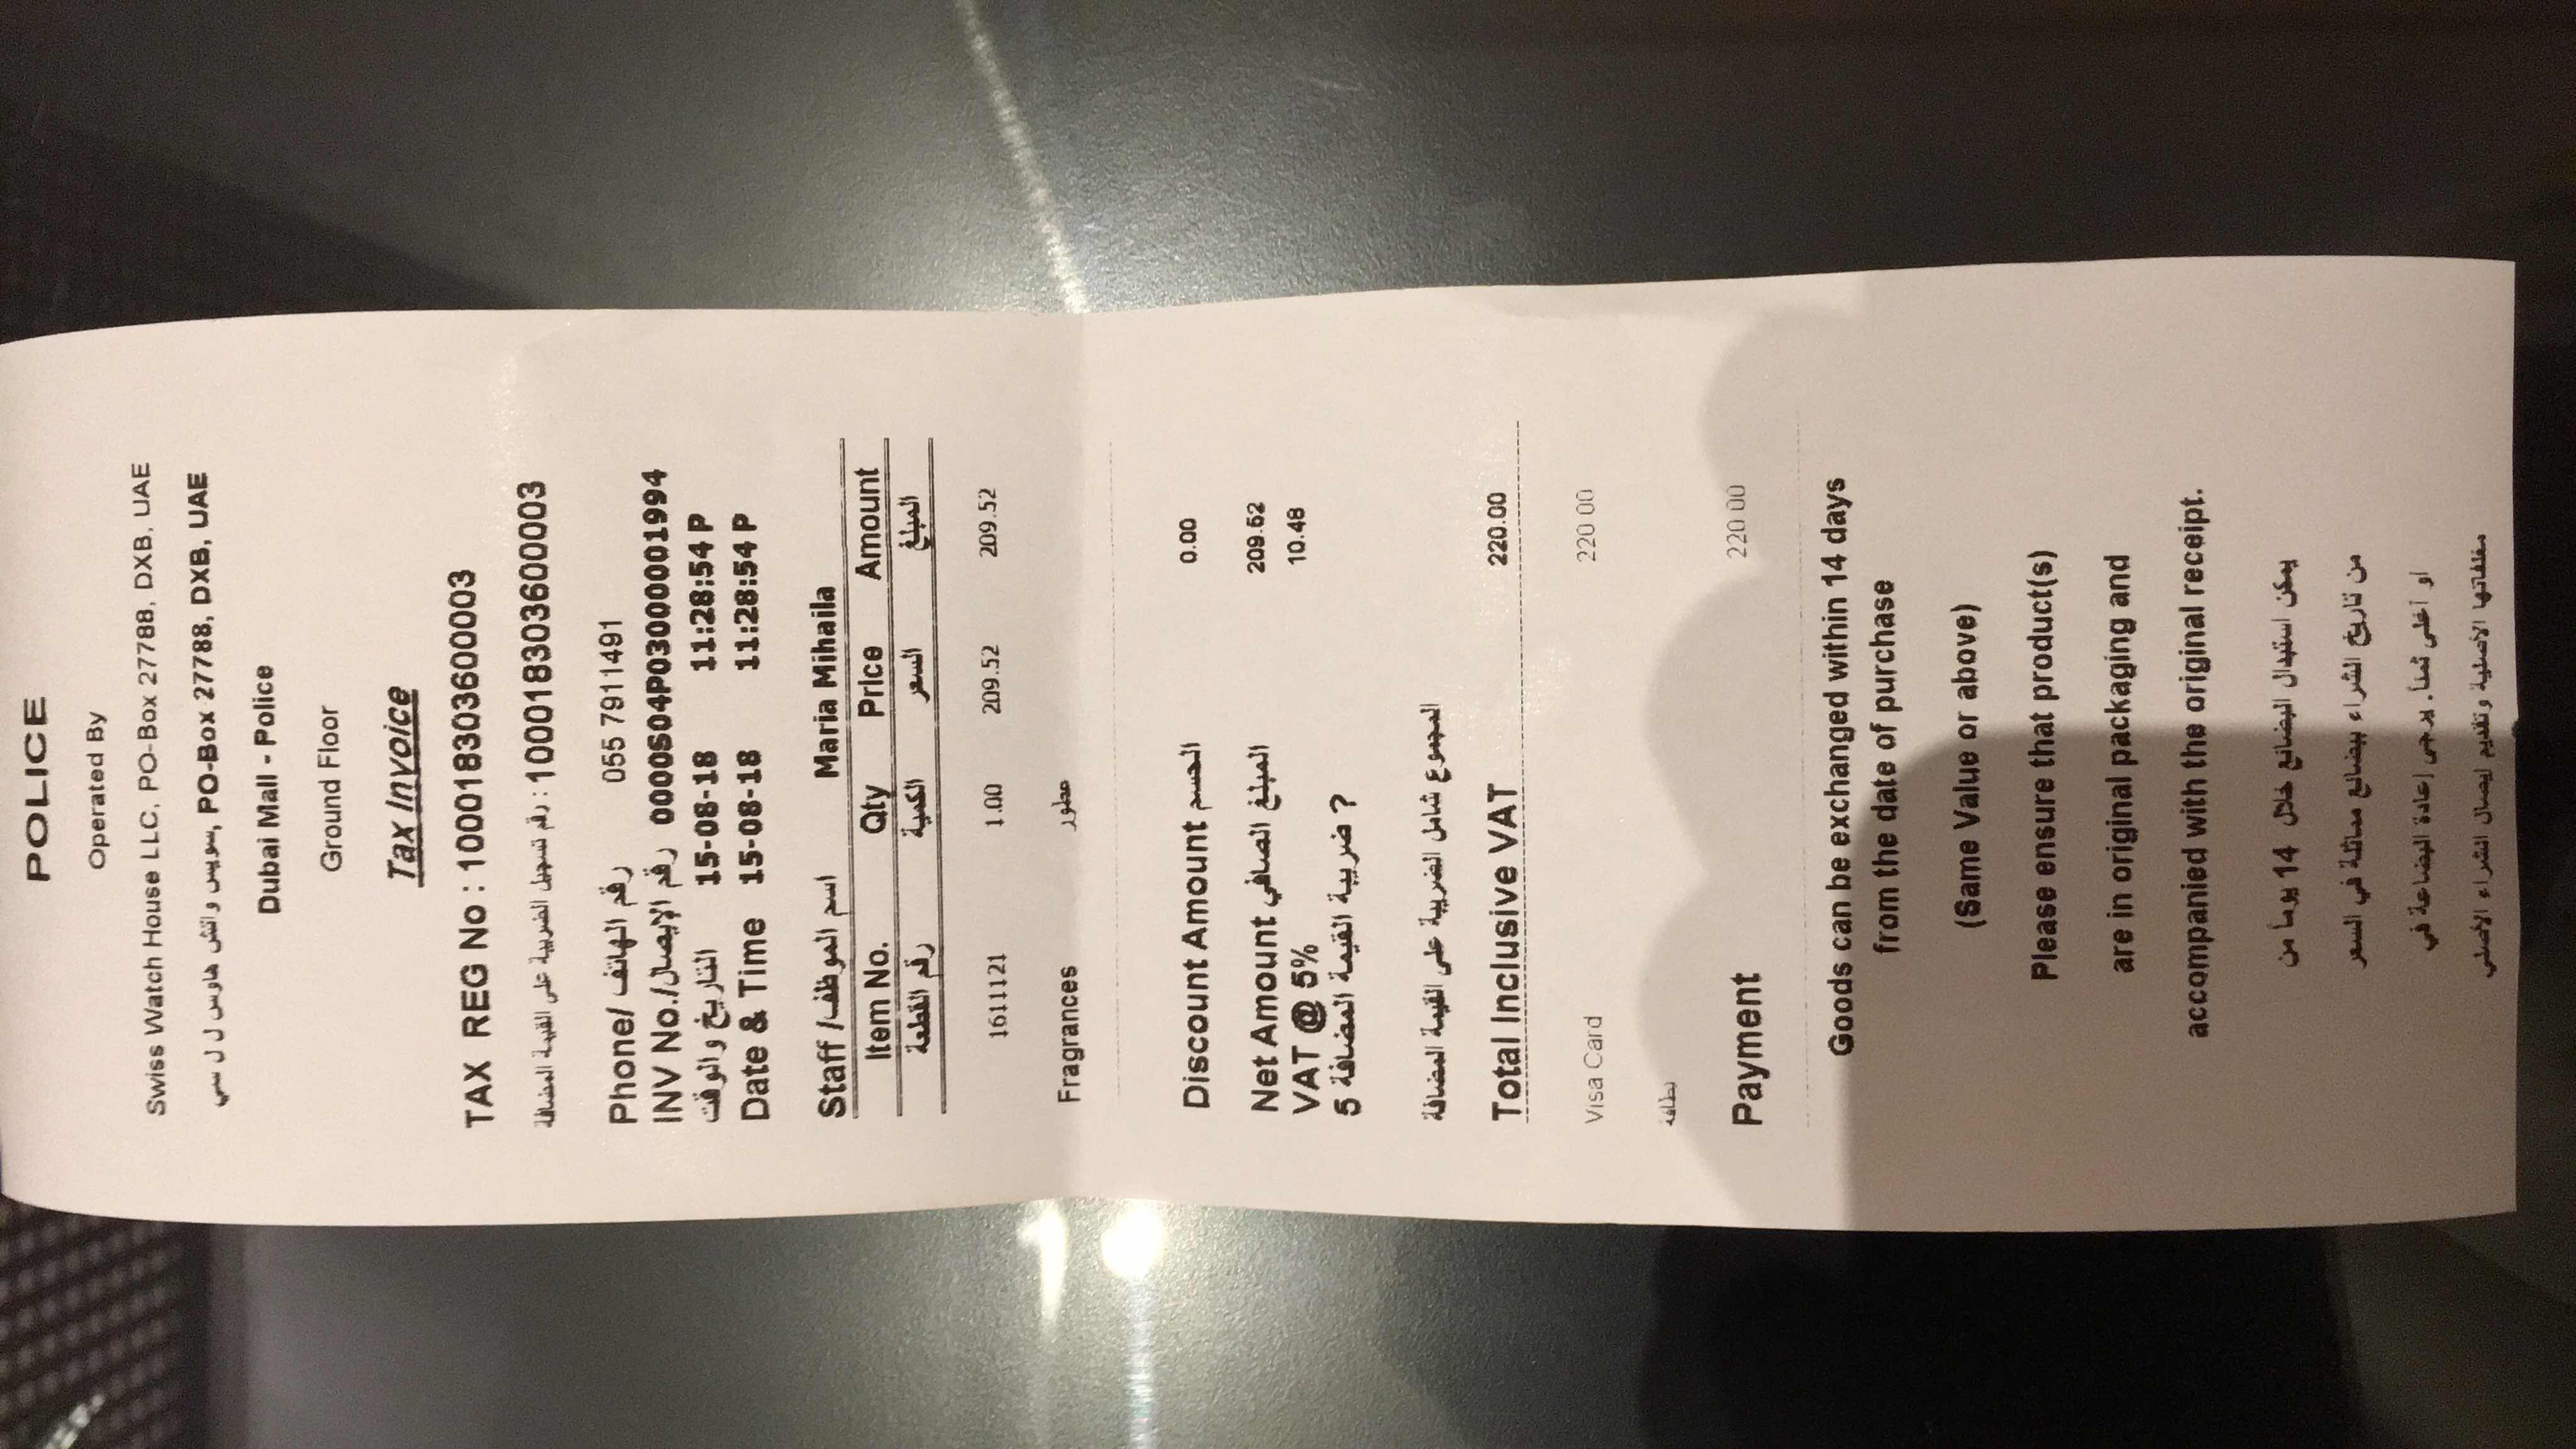 POLICE
Operated By
Swiss Watch House LLC, PO-Box 27788, DXB, UAE
سويس واتش هاوس ل ل سي, PO-Box 27788, DXB, UAE
Dubai Mall - Police
Ground Floor
Tax Invoice
TAX REG No : 100018303600003
رقم تسجيل الضريبة على القيمة المضافة : 100018303600003
Phone/ رقم الهاتف 055 7911491
INV No./رقم الإيصال 0000S04P03000001994
التاريخ والوقت 15-08-18 11:28:54 P
Date & Time 15-08-18 11:28:54 P
Staff /اسم الموظف Maria Mihaila
Item No. Qty Price Amount
رقم القطعة الكمية السعر المبلغ
1611121 1.00 209.52 209.52
Fragrances عطور
Discount Amount الحسم 0.00
Net Amount المبلغ الصافي 209.52
VAT @ 5% 10.48
5 ضريبة القيمة المضافة ?
المجموع شامل الضريبة على القيمة المضافة
Total Inclusive VAT 220.00
Visa Card 220.00
بطاقة
Payment 220.00
Goods can be exchanged within 14 days
from the date of purchase
(Same Value or above)
Please ensure that product(s)
are in original packaging and
accompanied with the original receipt.
يمكن استبدال البضائع خلال 14 يوماً من
من تاريخ الشراء ببضائع مماثلة في السعر
أو أغلى ثمناً. يرجى إعادة البضاعة في
مغلفاتها الأصلية وتقديم إيصال الشراء الأصلي